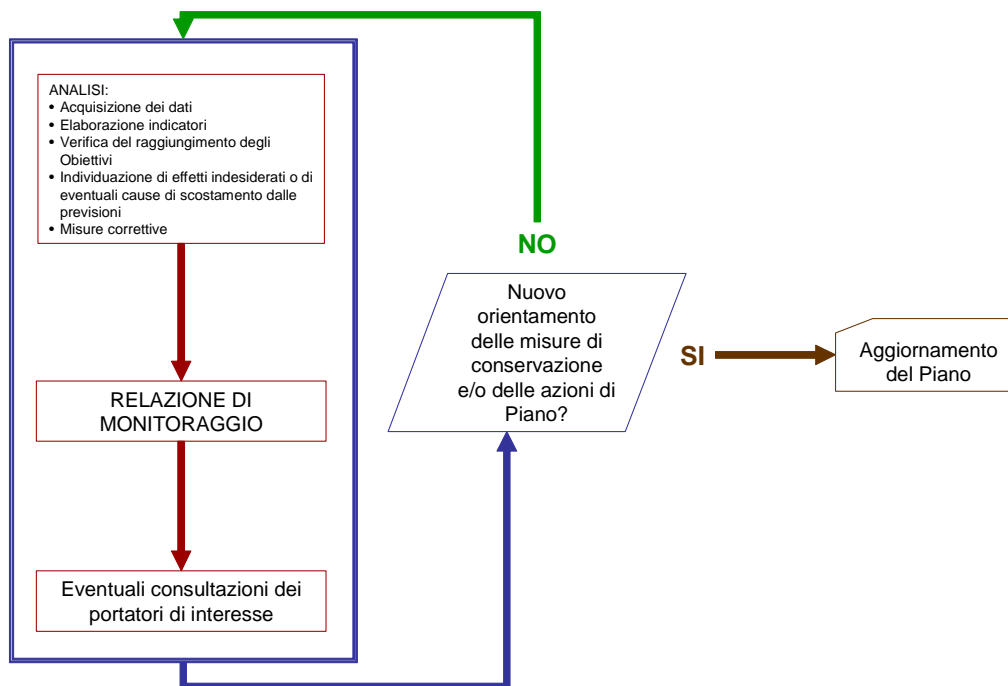 ANALISI:
• Acquisizione dei dati
• Elaborazione indicatori
• Verifica del raggiungimento degli
Obiettivi
• Individuazione di effetti indesiderati o di
eventuali cause di scostamento dalle
previsioni
• Misure correttive
RELAZIONE DI
MONITORAGGIO
Eventuali consultazioni dei
portatori di interesse
NO
Nuovo
orientamento
delle misure di
conservazione
e/o delle azioni di
Piano?
SI
Aggiornamento
del Piano